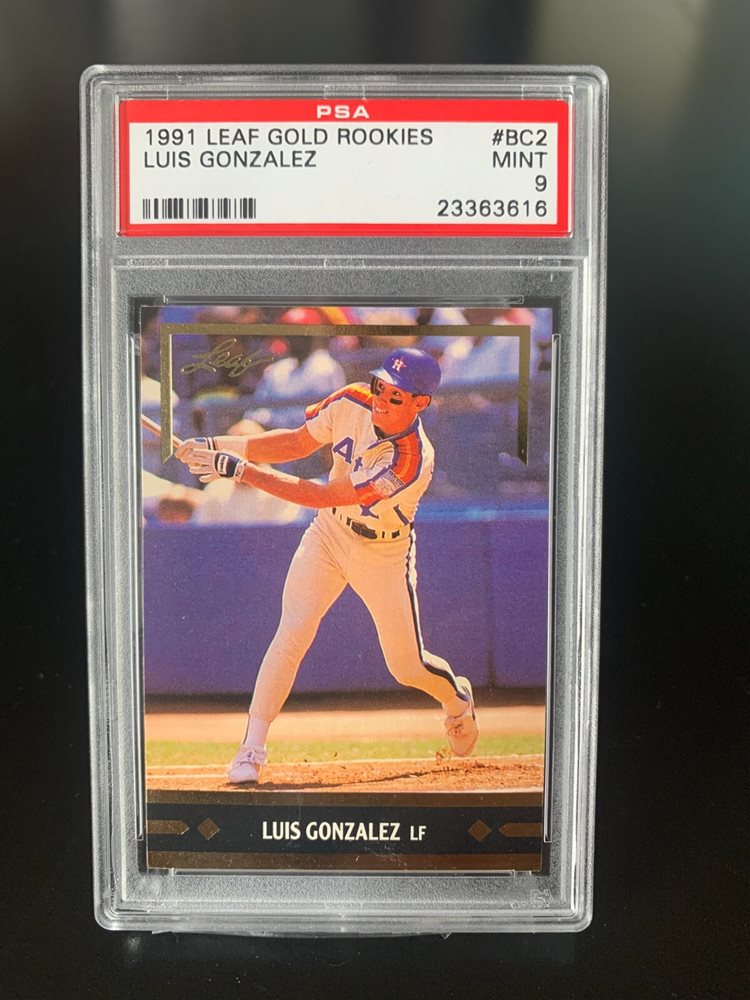 PSA
1991 LEAF GOLD ROOKIES #BC2
LUIS GONZALEZ MINT
9
23363616
Leaf
H
LUIS GONZALEZ LF